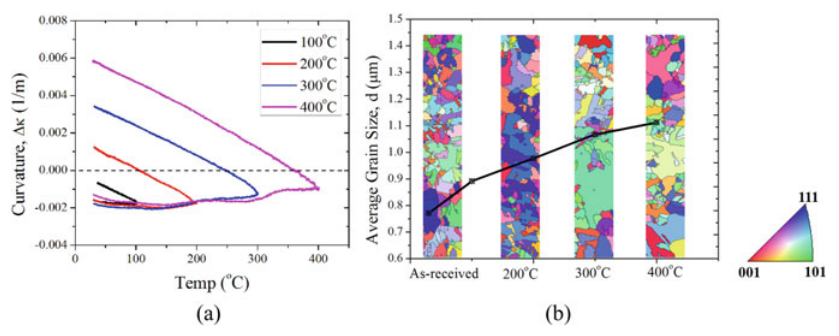 0.008
0.006
0.004
0.002
0.000
-0.002
-0.004
Curvature, Δκ (1/m)
100°C
200°C
300°C
400°C
0 100 200 300 400
Temp (°C)
(a)
1.5
1.4
1.3
1.2
1.1
1.0
0.9
0.8
0.7
0.6
Average Grain Size, d (μm)
As-received 200°C 300°C 400°C
(b)
111
001 101